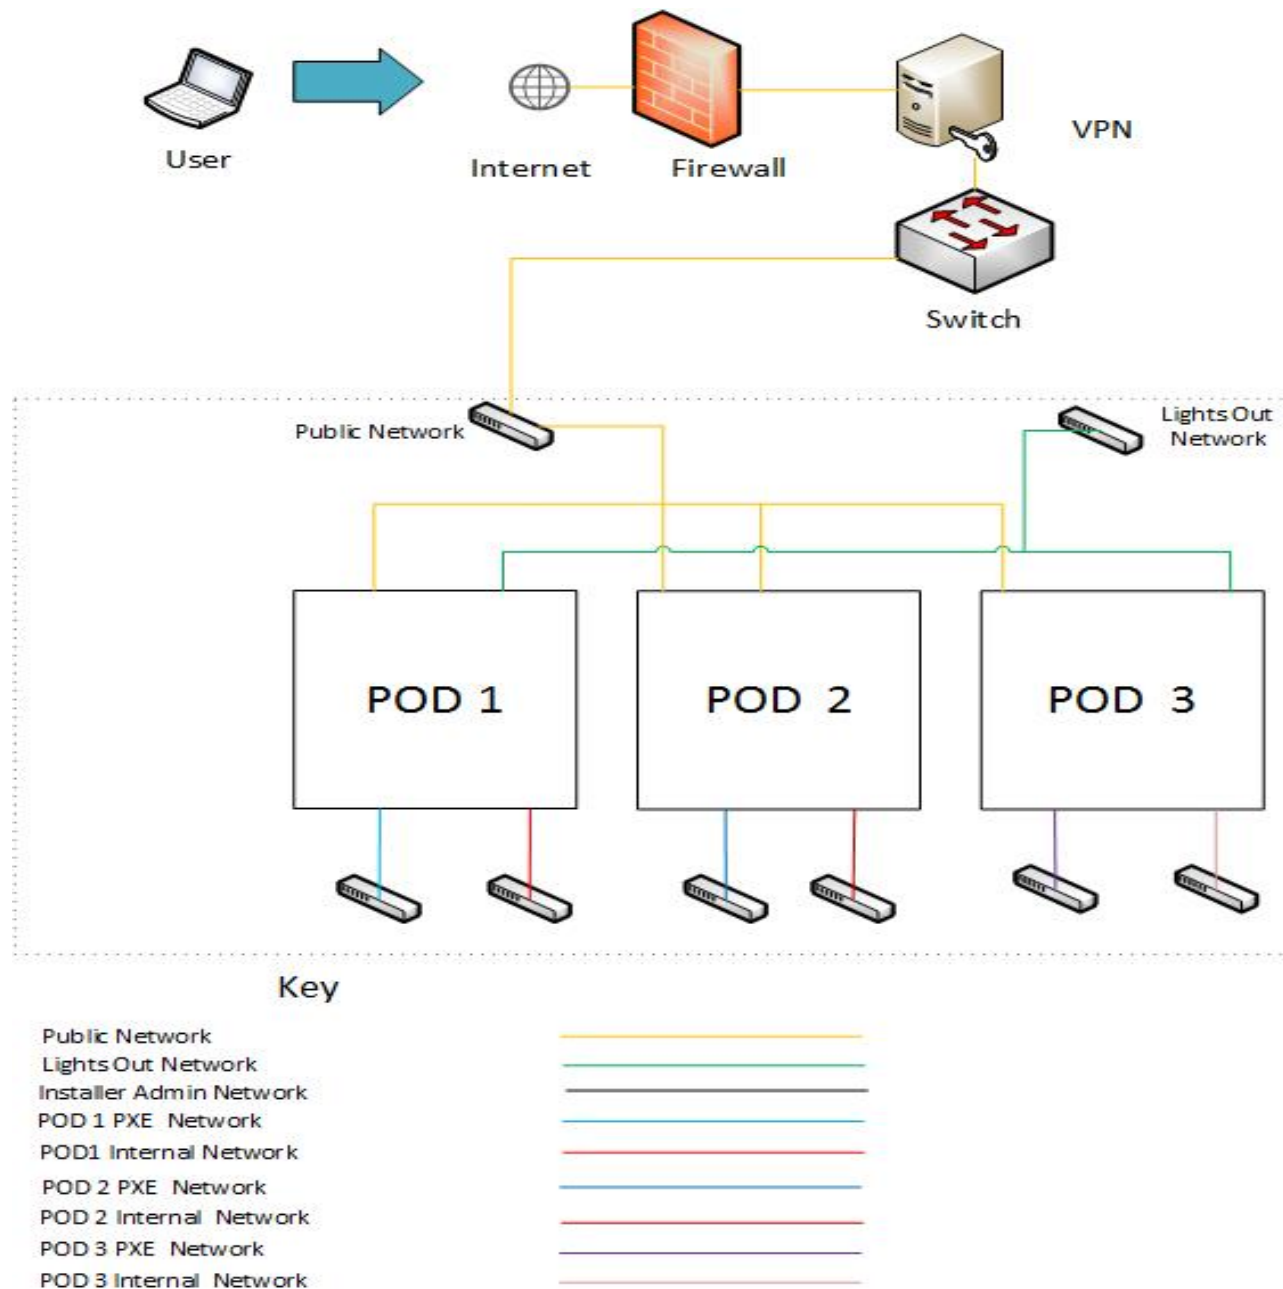 User
Internet
Firewall
VPN
Switch
Public Network
Lights Out
Network
POD 1
POD 2
POD 3
Key
Public Network
Lights Out Network
Installer Admin Network
POD 1 PXE Network
POD1 Internal Network
POD 2 PXE Network
POD 2 Internal Network
POD 3 PXE Network
POD 3 Internal Network